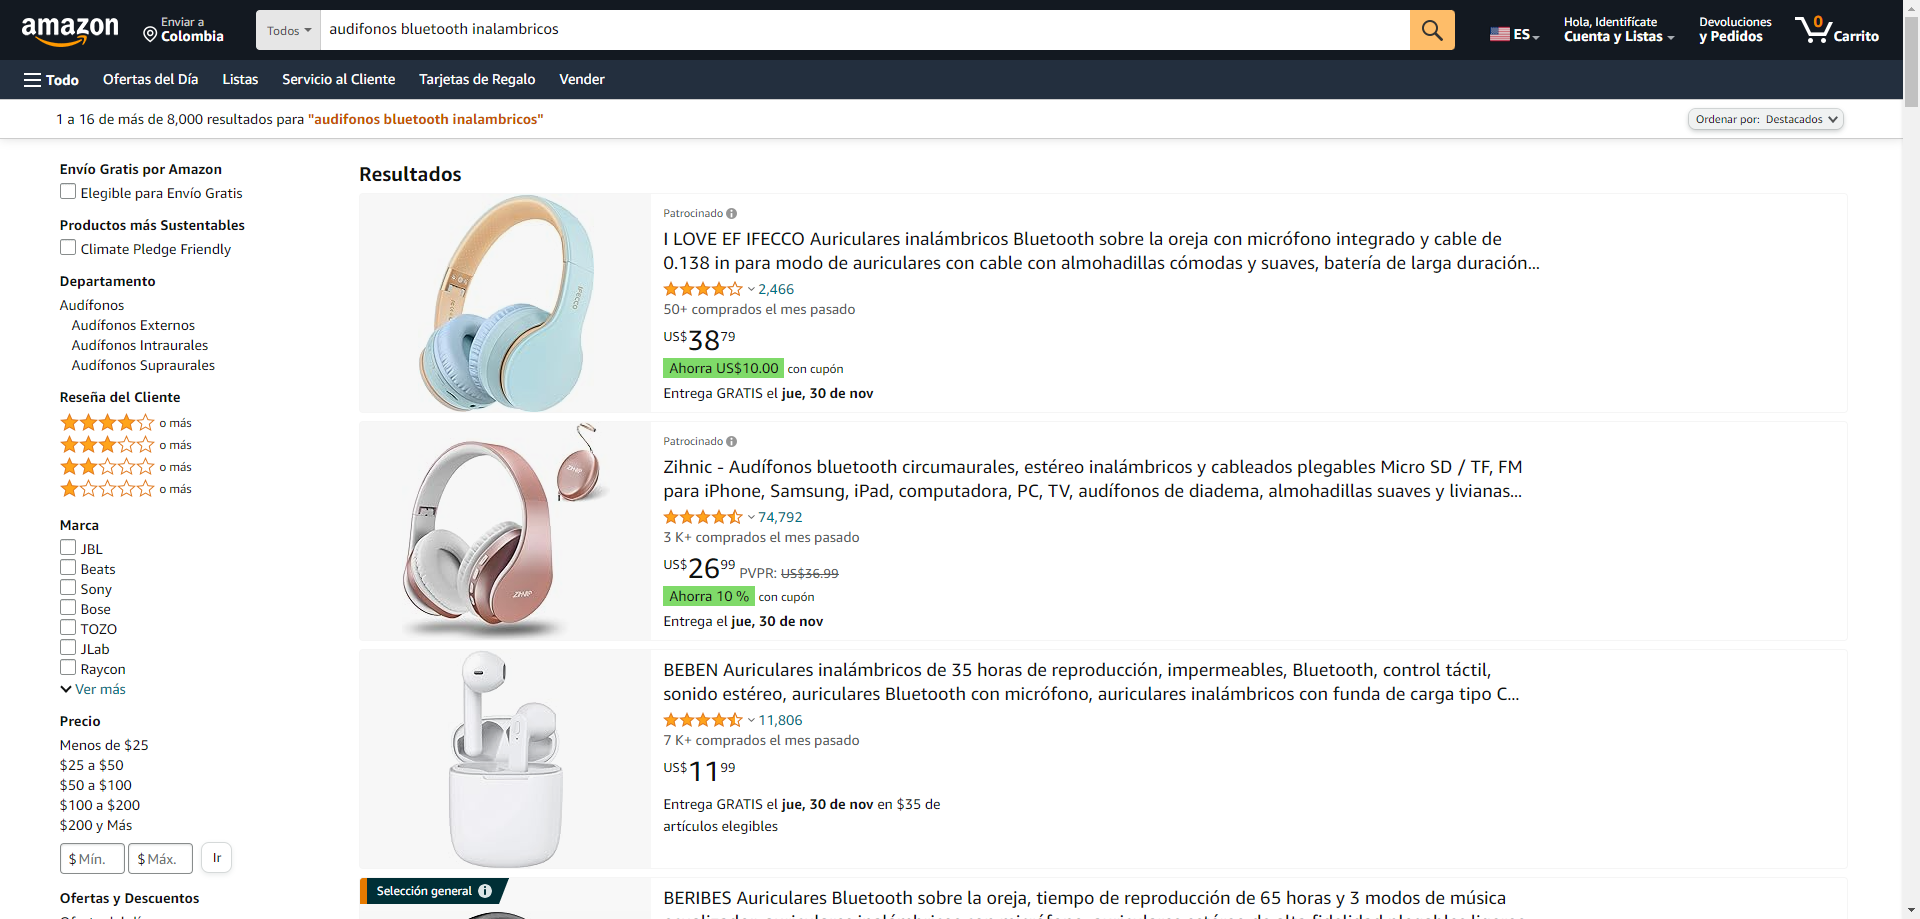 amazon
Enviar a
Colombia
Todos
audifonos bluetooth inalambricos
ES
Hola, Identifícate
Cuenta y Listas
Devoluciones
y Pedidos
0
Carrito
Todo
Ofertas del Día
Listas
Servicio al Cliente
Tarjetas de Regalo
Vender
1 a 16 de más de 8,000 resultados para "audifonos bluetooth inalambricos"
Ordenar por: Destacados
Envío Gratis por Amazon
Elegible para Envío Gratis
Productos más Sustentables
Climate Pledge Friendly
Departamento
Audífonos
Audífonos Externos
Audífonos Intraurales
Audífonos Supraurales
Reseña del Cliente
o más
o más
o más
o más
Marca
JBL
Beats
Sony
Bose
TOZO
JLab
Raycon
Ver más
Precio
Menos de $25
$25 a $50
$50 a $100
$100 a $200
$200 y Más
$ Mín.
$ Máx.
Ir
Ofertas y Descuentos
Resultados
IFECCO
Patrocinado
I LOVE EF IFECCO Auriculares inalámbricos Bluetooth sobre la oreja con micrófono integrado y cable de
0.138 in para modo de auriculares con cable con almohadillas cómodas y suaves, batería de larga duración...
2,466
50+ comprados el mes pasado
US$38 79
Ahorra US$10.00 con cupón
Entrega GRATIS el jue, 30 de nov
Patrocinado
Zihnic - Audífonos bluetooth circumaurales, estéreo inalámbricos y cableados plegables Micro SD / TF, FM
para iPhone, Samsung, iPad, computadora, PC, TV, audífonos de diadema, almohadillas suaves y livianas...
74,792
3 K+ comprados el mes pasado
US$26 99 PVPR: US$36.99
Ahorra 10 % con cupón
Entrega el jue, 30 de nov
BEBEN Auriculares inalámbricos de 35 horas de reproducción, impermeables, Bluetooth, control táctil,
sonido estéreo, auriculares Bluetooth con micrófono, auriculares inalámbricos con funda de carga tipo C...
11,806
7 K+ comprados el mes pasado
US$11 99
Entrega GRATIS el jue, 30 de nov en $35 de
artículos elegibles
Selección general
BERIBES Auriculares Bluetooth sobre la oreja, tiempo de reproducción de 65 horas y 3 modos de música